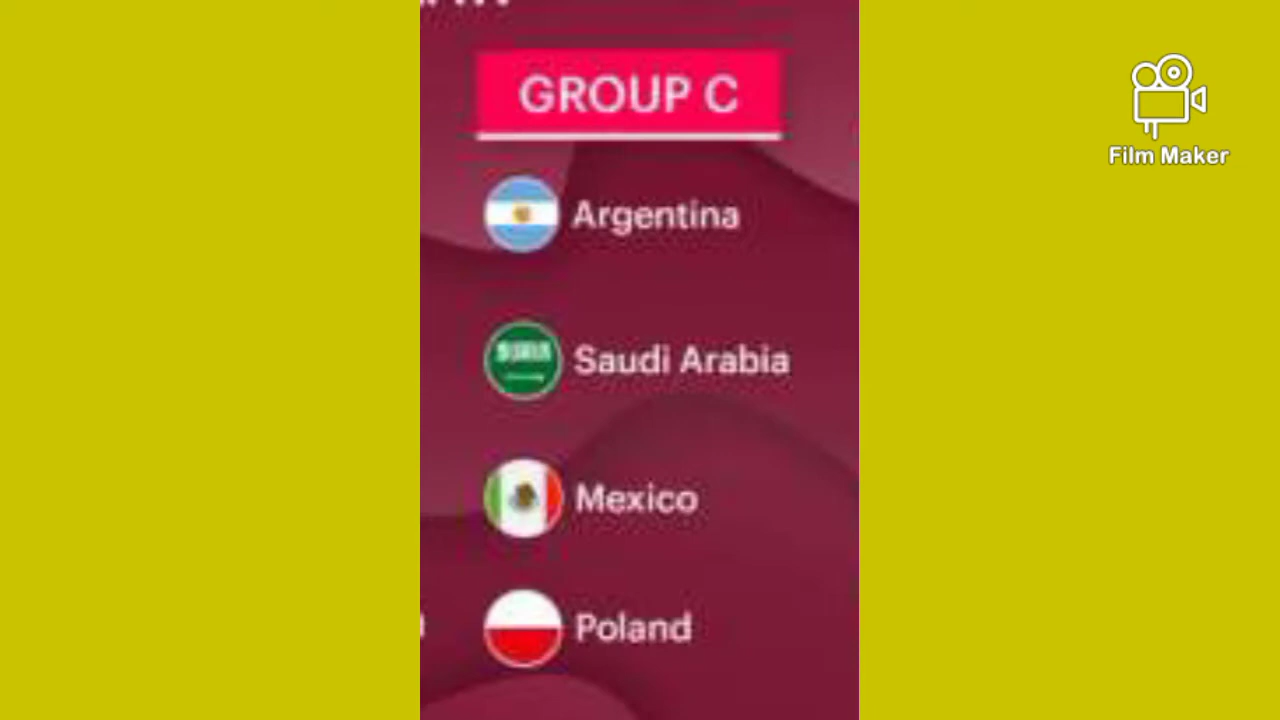 GROUP C
Argentina
Saudi Arabia
Mexico
Poland
Film Maker